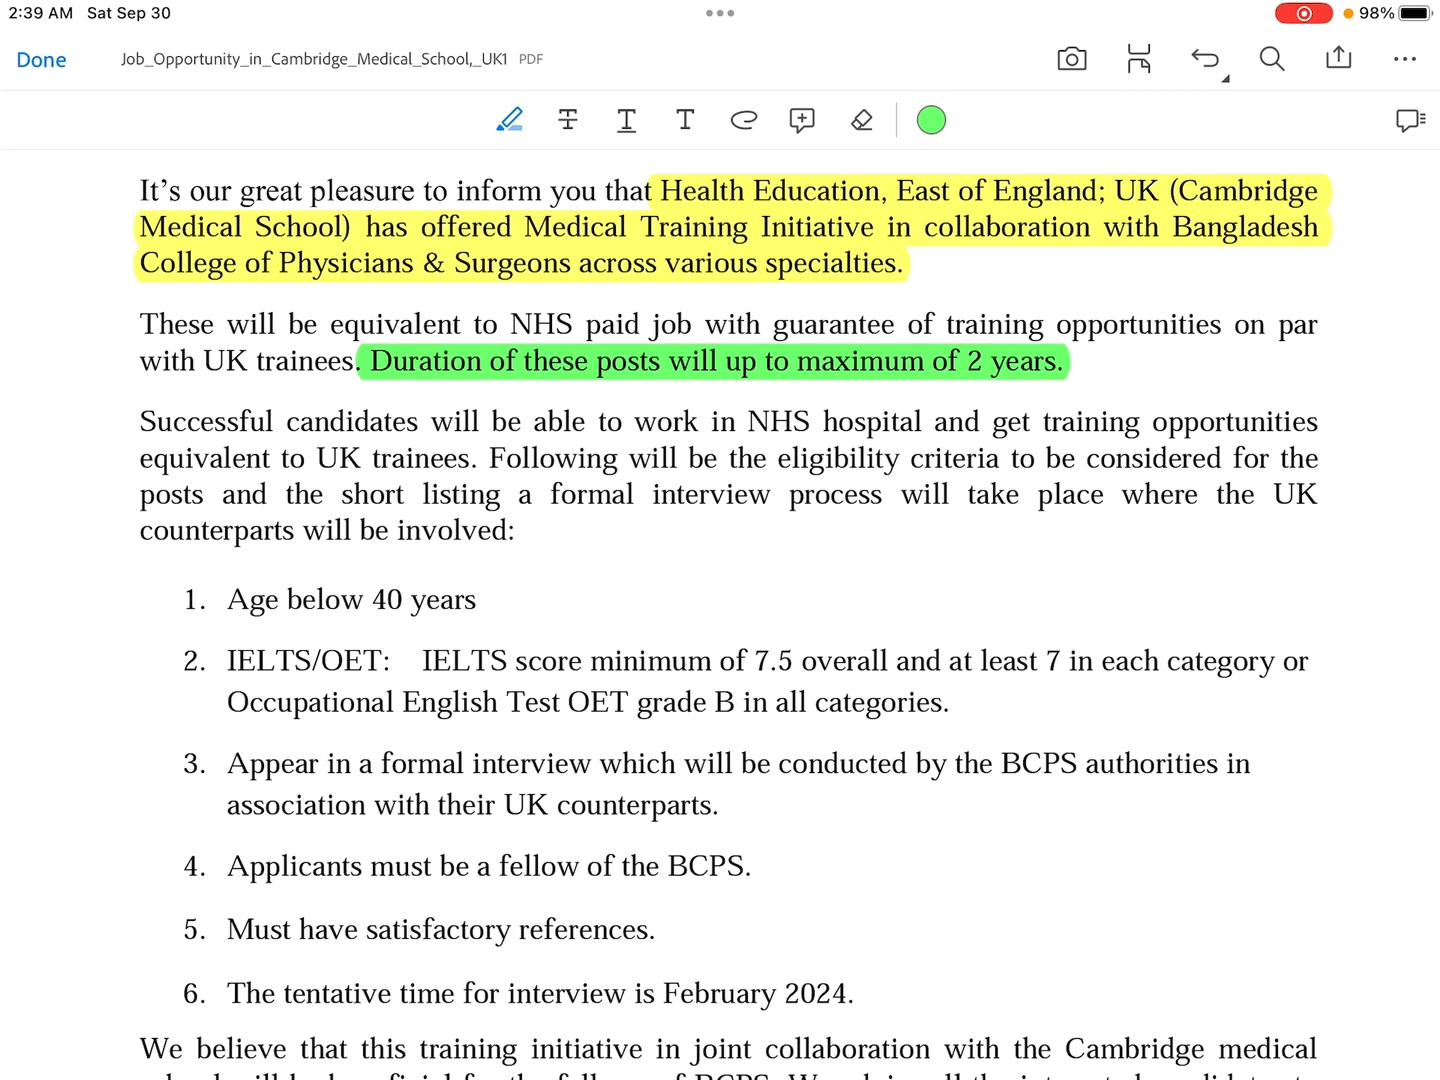 2:39 AM Sat Sep 30
98%
Done
Job_Opportunity_in_Cambridge_Medical_School,_UK1 PDF
It's our great pleasure to inform you that Health Education, East of England; UK (Cambridge
Medical School) has offered Medical Training Initiative in collaboration with Bangladesh
College of Physicians & Surgeons across various specialties.
These will be equivalent to NHS paid job with guarantee of training opportunities on par
with UK trainees. Duration of these posts will up to maximum of 2 years.
Successful candidates will be able to work in NHS hospital and get training opportunities
equivalent to UK trainees. Following will be the eligibility criteria to be considered for the
posts and the short listing a formal interview process will take place where the UK
counterparts will be involved:
1. Age below 40 years
2. IELTS/OET: IELTS score minimum of 7.5 overall and at least 7 in each category or
Occupational English Test OET grade B in all categories.
3. Appear in a formal interview which will be conducted by the BCPS authorities in
association with their UK counterparts.
4. Applicants must be a fellow of the BCPS.
5. Must have satisfactory references.
6. The tentative time for interview is February 2024.
We believe that this training initiative in joint collaboration with the Cambridge medical